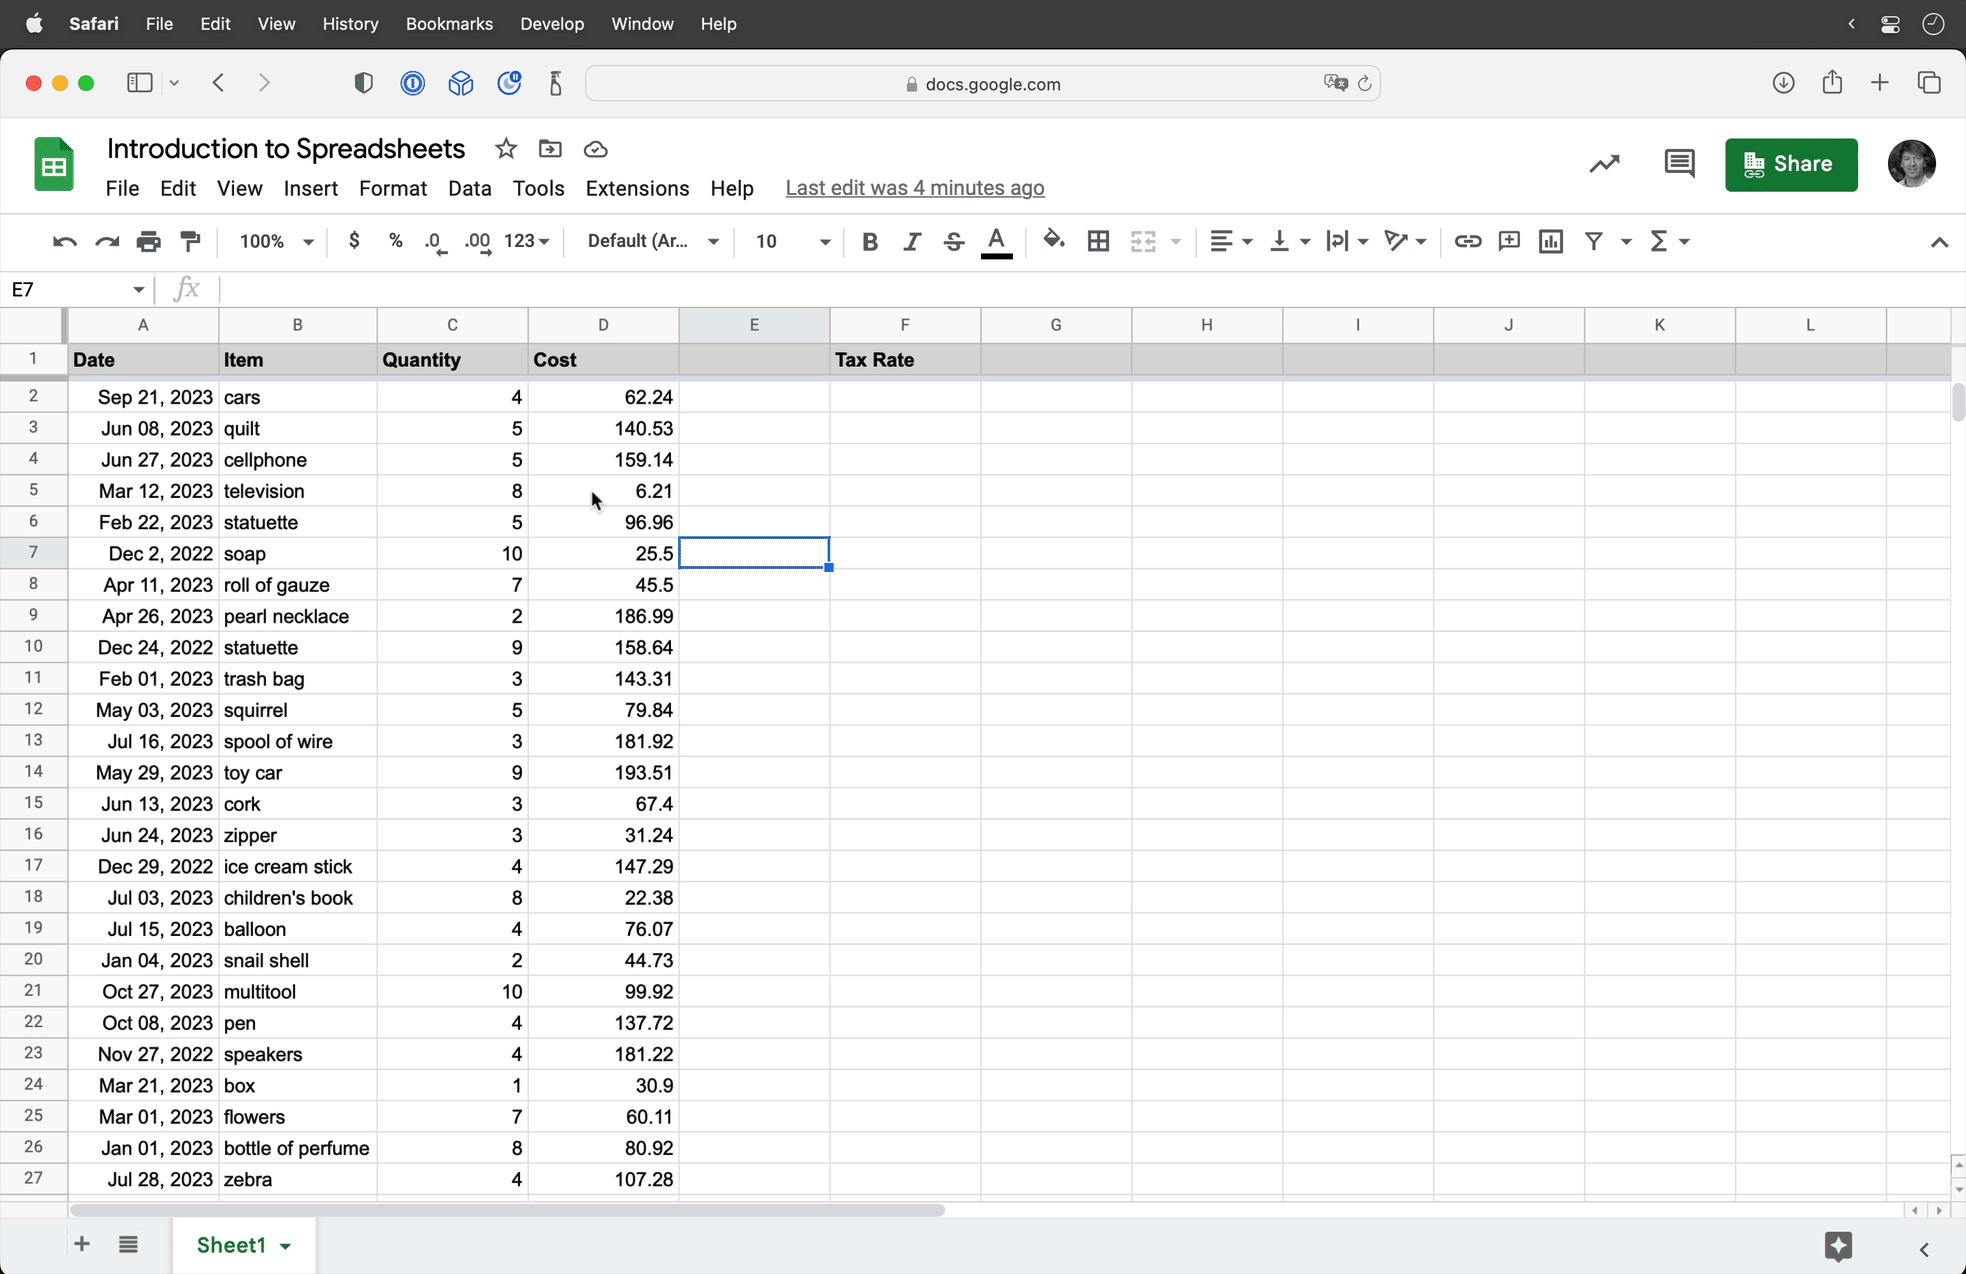 Safari File Edit View History Bookmarks Develop Window Help
docs.google.com
Introduction to Spreadsheets
File Edit View Insert Format Data Tools Extensions Help Last edit was 4 minutes ago
Share
100% $ % .0 .00 123 Default (Ar... 10 B I S A
E7 fx
A B C D E F G H I J K L
1 Date Item Quantity Cost Tax Rate
2 Sep 21, 2023 cars 4 62.24
3 Jun 08, 2023 quilt 5 140.53
4 Jun 27, 2023 cellphone 5 159.14
5 Mar 12, 2023 television 8 6.21
6 Feb 22, 2023 statuette 5 96.96
7 Dec 2, 2022 soap 10 25.5
8 Apr 11, 2023 roll of gauze 7 45.5
9 Apr 26, 2023 pearl necklace 2 186.99
10 Dec 24, 2022 statuette 9 158.64
11 Feb 01, 2023 trash bag 3 143.31
12 May 03, 2023 squirrel 5 79.84
13 Jul 16, 2023 spool of wire 3 181.92
14 May 29, 2023 toy car 9 193.51
15 Jun 13, 2023 cork 3 67.4
16 Jun 24, 2023 zipper 3 31.24
17 Dec 29, 2022 ice cream stick 4 147.29
18 Jul 03, 2023 children's book 8 22.38
19 Jul 15, 2023 balloon 4 76.07
20 Jan 04, 2023 snail shell 2 44.73
21 Oct 27, 2023 multitool 10 99.92
22 Oct 08, 2023 pen 4 137.72
23 Nov 27, 2022 speakers 4 181.22
24 Mar 21, 2023 box 1 30.9
25 Mar 01, 2023 flowers 7 60.11
26 Jan 01, 2023 bottle of perfume 8 80.92
27 Jul 28, 2023 zebra 4 107.28
Sheet1